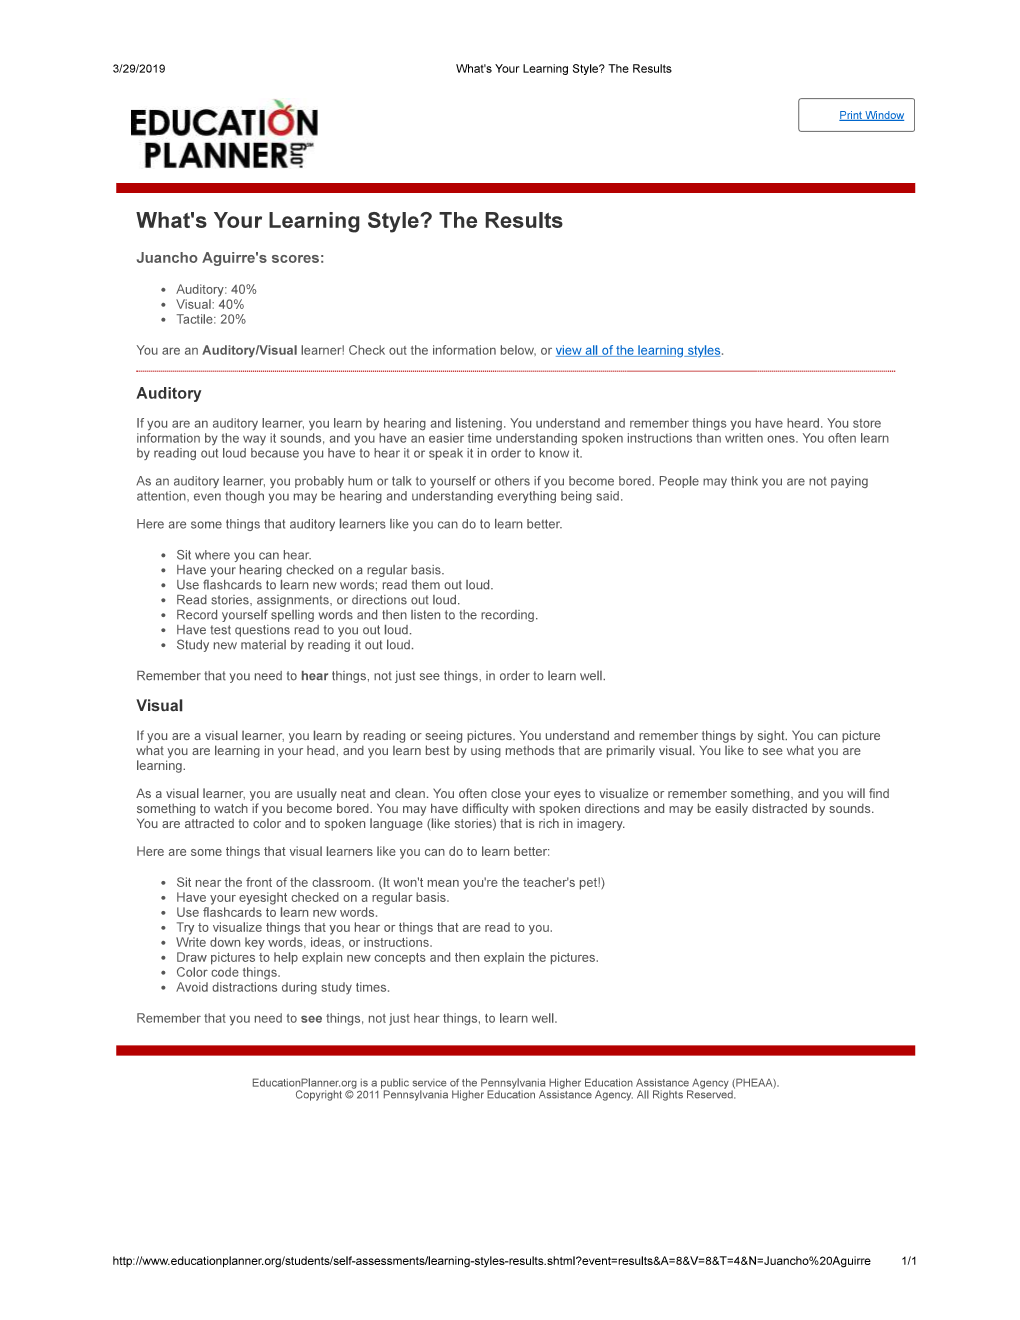 3/29/2019 What's Your Learning Style? The Results
EDUCATION
PLANNER.org℠
Print Window
What's Your Learning Style? The Results
Juancho Aguirre's scores:
• Auditory: 40%
• Visual: 40%
• Tactile: 20%
You are an Auditory/Visual learner! Check out the information below, or view all of the learning styles.
Auditory
If you are an auditory learner, you learn by hearing and listening. You understand and remember things you have heard. You store
information by the way it sounds, and you have an easier time understanding spoken instructions than written ones. You often learn
by reading out loud because you have to hear it or speak it in order to know it.
As an auditory learner, you probably hum or talk to yourself or others if you become bored. People may think you are not paying
attention, even though you may be hearing and understanding everything being said.
Here are some things that auditory learners like you can do to learn better.
• Sit where you can hear.
• Have your hearing checked on a regular basis.
• Use flashcards to learn new words; read them out loud.
• Read stories, assignments, or directions out loud.
• Record yourself spelling words and then listen to the recording.
• Have test questions read to you out loud.
• Study new material by reading it out loud.
Remember that you need to hear things, not just see things, in order to learn well.
Visual
If you are a visual learner, you learn by reading or seeing pictures. You understand and remember things by sight. You can picture
what you are learning in your head, and you learn best by using methods that are primarily visual. You like to see what you are
learning.
As a visual learner, you are usually neat and clean. You often close your eyes to visualize or remember something, and you will find
something to watch if you become bored. You may have difficulty with spoken directions and may be easily distracted by sounds.
You are attracted to color and to spoken language (like stories) that is rich in imagery.
Here are some things that visual learners like you can do to learn better:
• Sit near the front of the classroom. (It won't mean you're the teacher's pet!)
• Have your eyesight checked on a regular basis.
• Use flashcards to learn new words.
• Try to visualize things that you hear or things that are read to you.
• Write down key words, ideas, or instructions.
• Draw pictures to help explain new concepts and then explain the pictures.
• Color code things.
• Avoid distractions during study times.
Remember that you need to see things, not just hear things, to learn well.
EducationPlanner.org is a public service of the Pennsylvania Higher Education Assistance Agency (PHEAA).
Copyright © 2011 Pennsylvania Higher Education Assistance Agency. All Rights Reserved.
http://www.educationplanner.org/students/self-assessments/learning-styles-results.shtml?event=results&A=8&V=8&T=4&N=Juancho%20Aguirre 1/1